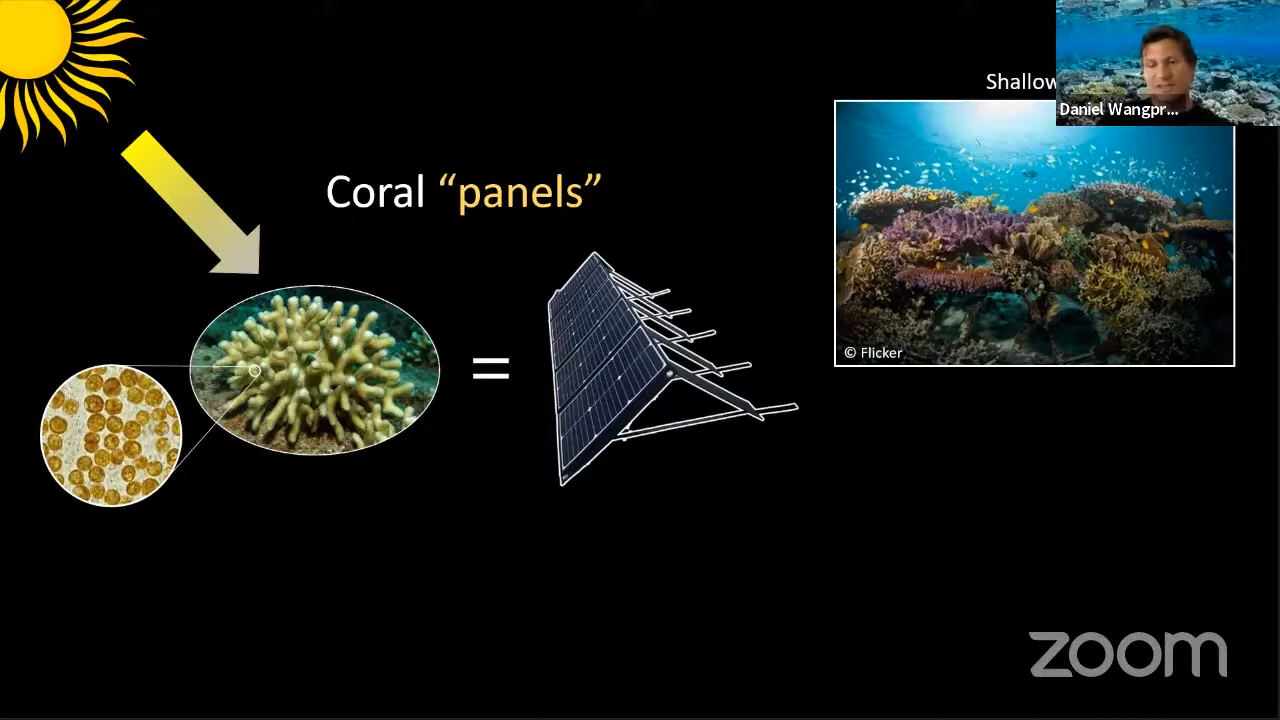 Shallow
Daniel Wangpr...
Coral “panels”
=
© Flicker
zoom